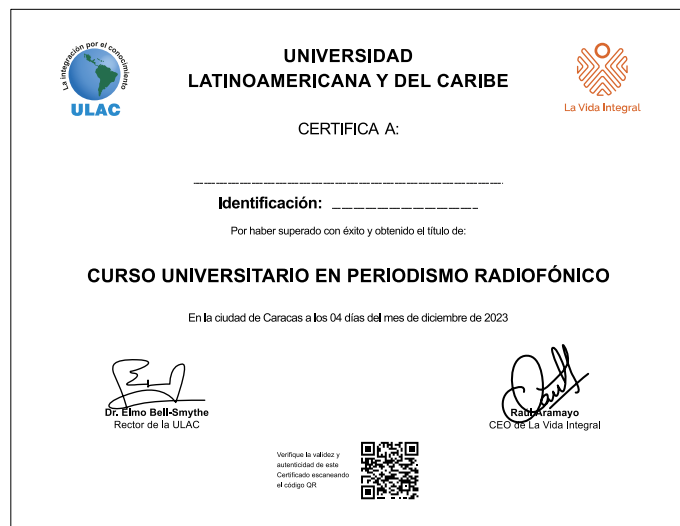 La integración por el conocimiento
ULAC
UNIVERSIDAD
LATINOAMERICANA Y DEL CARIBE
La Vida Integral
CERTIFICA A:
Identificación:
Por haber superado con éxito y obtenido el título de:
CURSO UNIVERSITARIO EN PERIODISMO RADIOFÓNICO
En la ciudad de Caracas a los 04 días del mes de diciembre de 2023
Dr. Elmo Bell-Smythe
Rector de la ULAC
Raúl Aramayo
CEO de La Vida Integral
Verifique la validez y
autenticidad de este
Certificado escaneando
el código QR